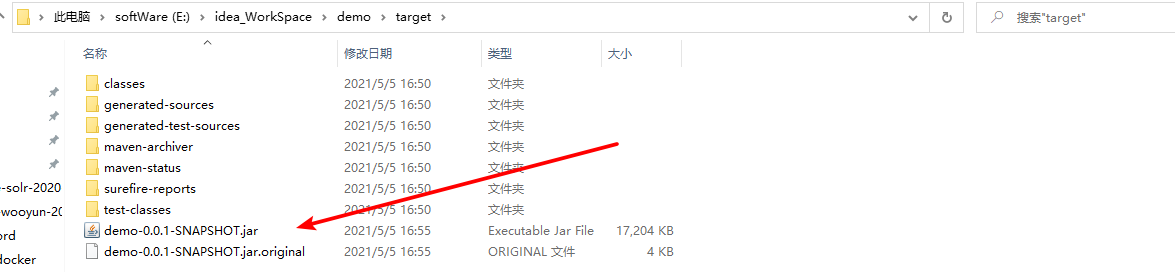 此电脑 softWare (E:) idea_WorkSpace demo target 搜索"target"
名称 修改日期 类型 大小
classes 2021/5/5 16:50 文件夹
generated-sources 2021/5/5 16:50 文件夹
generated-test-sources 2021/5/5 16:50 文件夹
maven-archiver 2021/5/5 16:50 文件夹
maven-status 2021/5/5 16:50 文件夹
e-solr-2020 surefire-reports 2021/5/5 16:50 文件夹
-wooyun-20 test-classes 2021/5/5 16:50 文件夹
ord demo-0.0.1-SNAPSHOT.jar 2021/5/5 16:55 Executable Jar File 17,204 KB
docker demo-0.0.1-SNAPSHOT.jar.original 2021/5/5 16:55 ORIGINAL 文件 4 KB